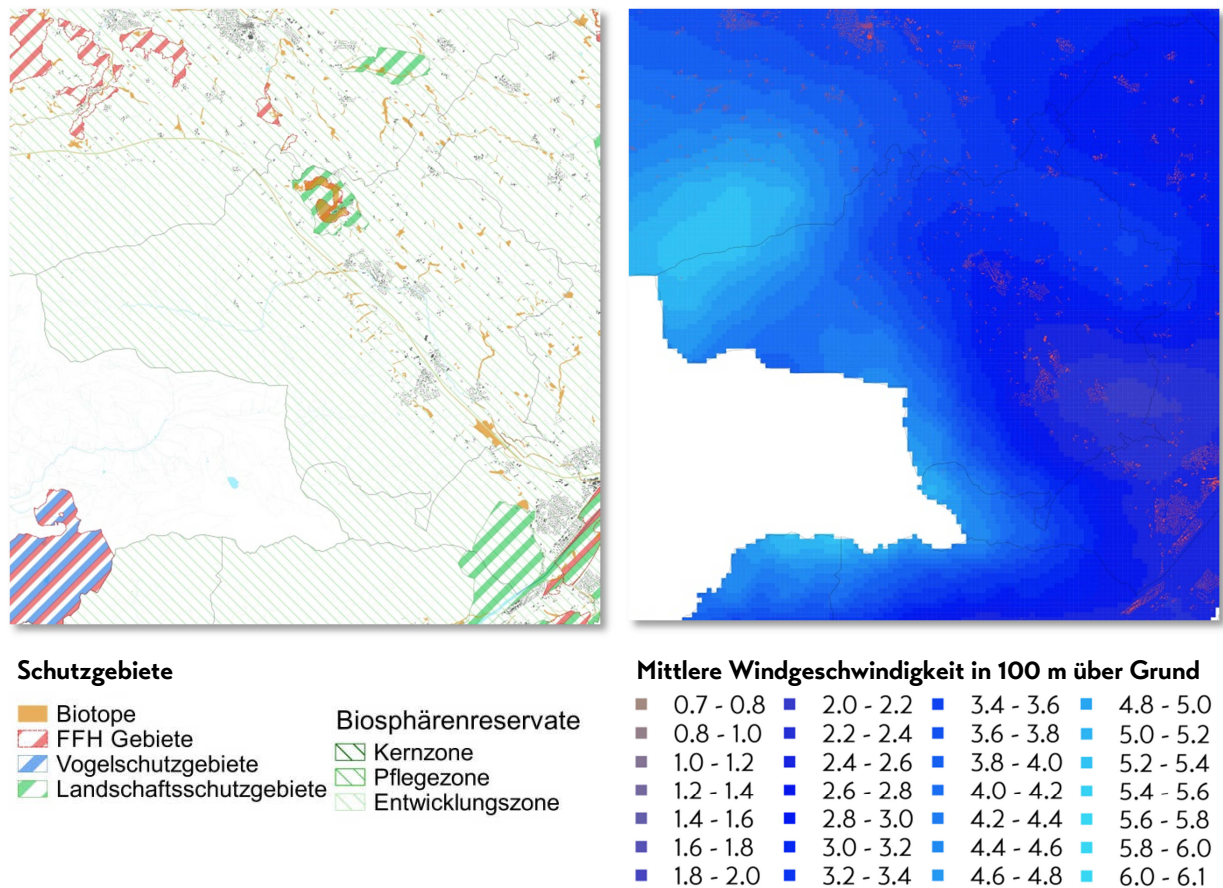 Schutzgebiete
Biotope
FFH Gebiete
Vogelschutzgebiete
Landschaftsschutzgebiete
Biosphärenreservate
Kernzone
Pflegezone
Entwicklungszone
Mittlere Windgeschwindigkeit in 100 m über Grund
0.7 - 0.8
0.8 - 1.0
1.0 - 1.2
1.2 - 1.4
1.4 - 1.6
1.6 - 1.8
1.8 - 2.0
2.0 - 2.2
2.2 - 2.4
2.4 - 2.6
2.6 - 2.8
2.8 - 3.0
3.0 - 3.2
3.2 - 3.4
3.4 - 3.6
3.6 - 3.8
3.8 - 4.0
4.0 - 4.2
4.2 - 4.4
4.4 - 4.6
4.6 - 4.8
4.8 - 5.0
5.0 - 5.2
5.2 - 5.4
5.4 - 5.6
5.6 - 5.8
5.8 - 6.0
6.0 - 6.1